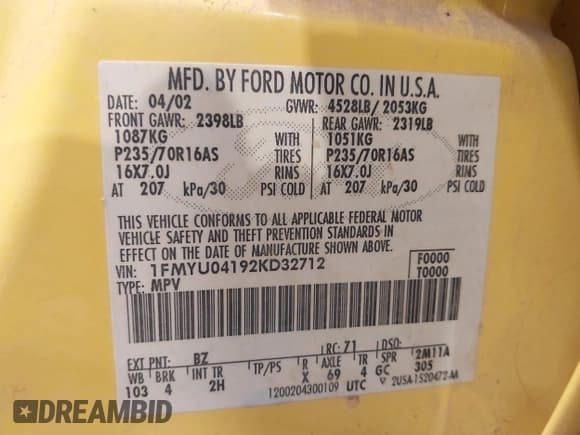 MFD. BY FORD MOTOR CO. IN U.S.A.
DATE: 04/02 GVWR: 4528LB/ 2053KG
FRONT GAWR: 2398LB REAR GAWR: 2319LB
1087KG WITH 1051KG WITH
P235/70R16AS TIRES P235/70R16AS TIRES
16X7.0J RIMS 16X7.0J RIMS
AT 207 kPa/30 PSI COLD AT 207 kPa/30 PSI COLD
THIS VEHICLE CONFORMS TO ALL APPLICABLE FEDERAL MOTOR
VEHICLE SAFETY AND THEFT PREVENTION STANDARDS IN
EFFECT ON THE DATE OF MANUFACTURE SHOWN ABOVE.
VIN: 1FMYU04192KD32712 F0000
TYPE: MPV T0000
EXT PNT: BZ RC: 71 DSO:
WB BRK INT TR TP/PS R AXLE TR SPR 2M11A
103 4 2H X 69 4 GC 305
1200204300109 UTC 2USA-1520472-AA
DREAMBID